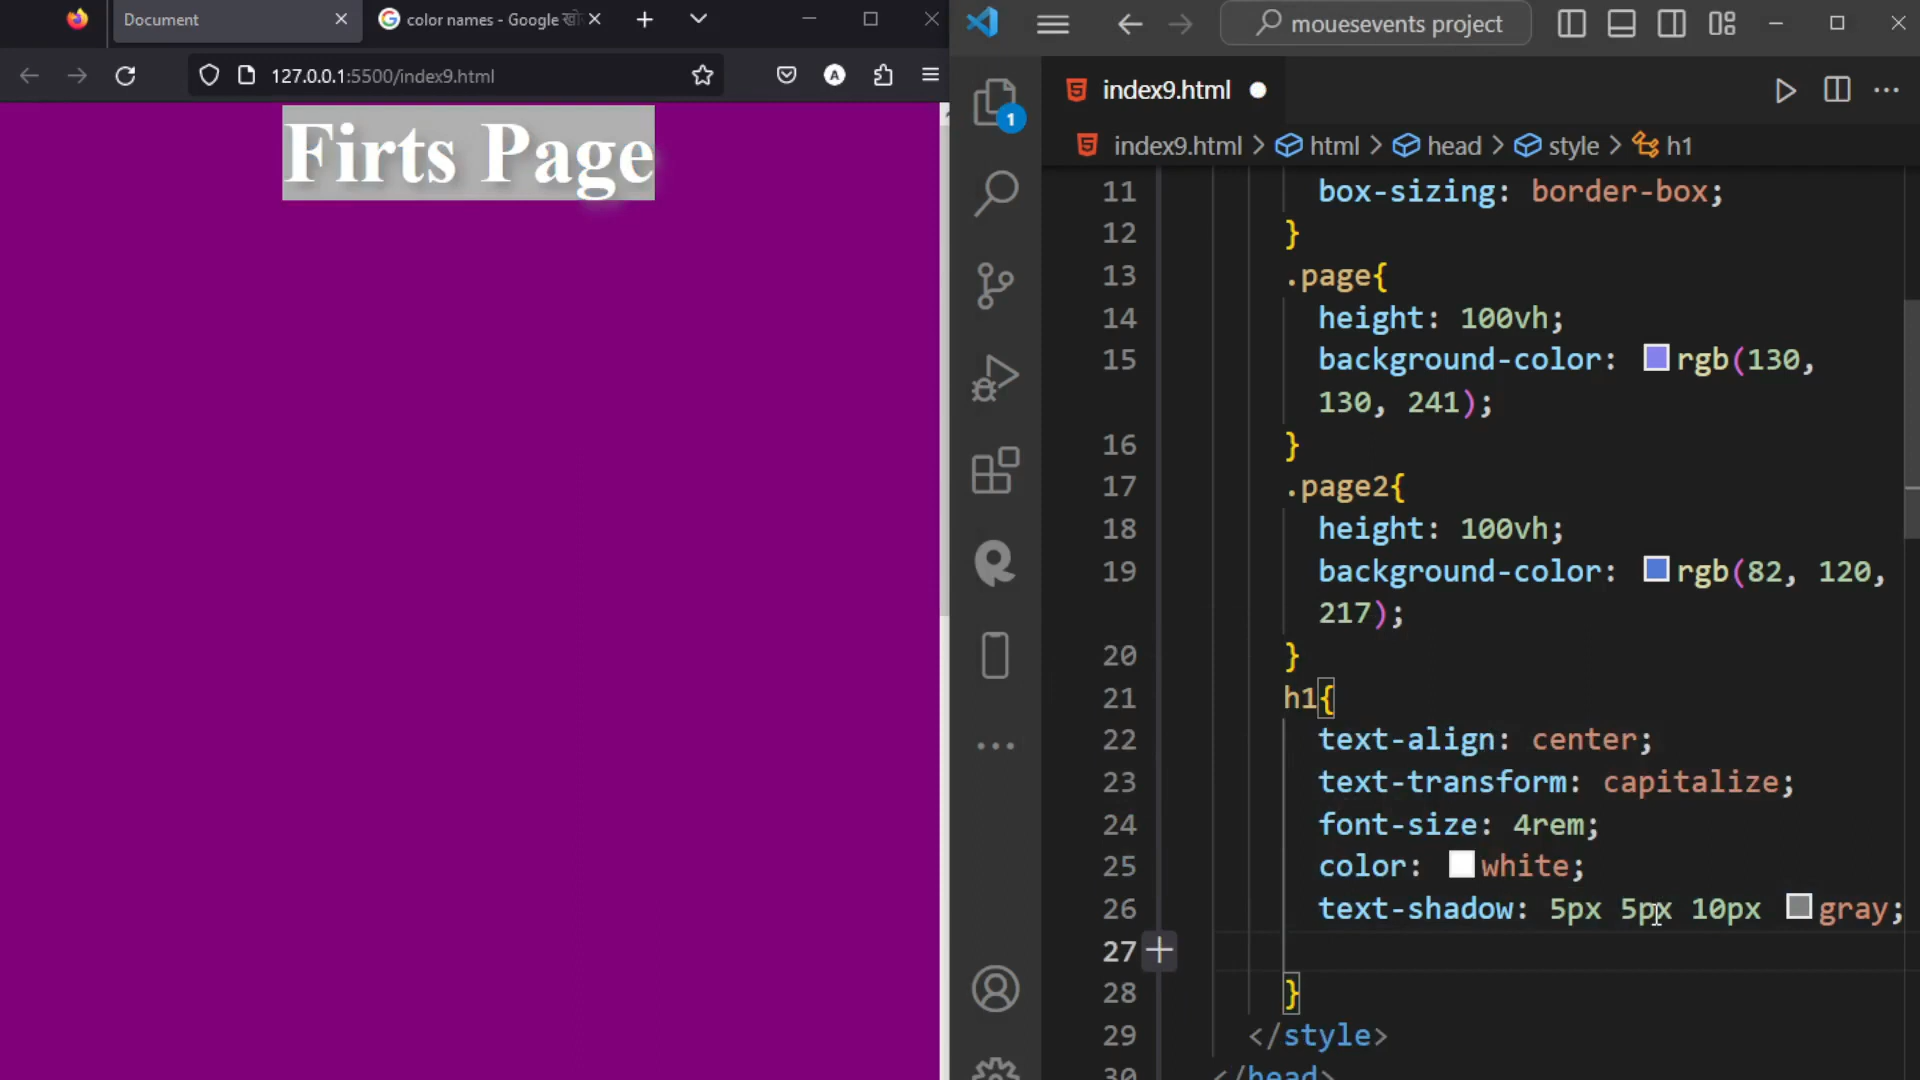 Document
color names - Google खो
127.0.0.1:5500/index9.html
A
Firts Page
mouesevents project
1
index9.html
index9.html > html > head > style > h1
11 box-sizing: border-box;
12 }
13 .page{
14 height: 100vh;
15 background-color: rgb(130,
130, 241);
16 }
17 .page2{
18 height: 100vh;
19 background-color: rgb(82, 120,
217);
20 }
21 h1{
22 text-align: center;
23 text-transform: capitalize;
24 font-size: 4rem;
25 color: white;
26 text-shadow: 5px 5px 10px gray;
27
28 }
29 </style>
30 </head>